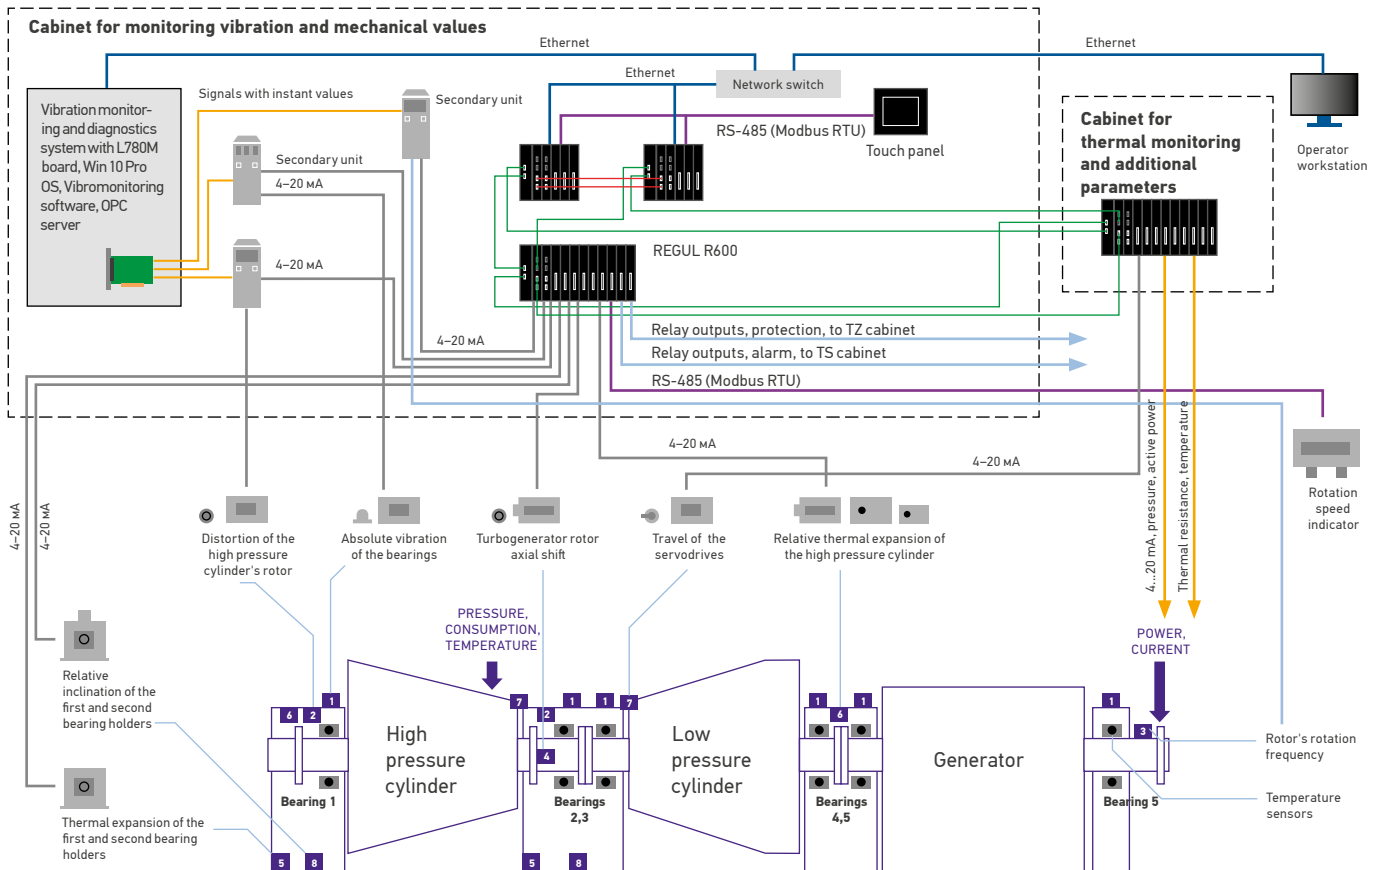 Cabinet for monitoring vibration and mechanical values
Ethernet
Ethernet
Ethernet
Network switch
Signals with instant values
Secondary unit
Vibration monitor-
ing and diagnostics
system with L780M
board, Win 10 Pro
OS, Vibromonitoring
software, OPC
server
Secondary unit
4–20 мА
4–20 мА
RS-485 (Modbus RTU)
Touch panel
Cabinet for
thermal monitoring
and additional
parameters
Operator
workstation
REGUL R600
4–20 мА
Relay outputs, protection, to TZ cabinet
Relay outputs, alarm, to TS cabinet
RS-485 (Modbus RTU)
4–20 мА
4–20 мА
4–20 мА
4–20 мА
4...20 mA, pressure, active power
Thermal resistance, temperature
Rotation
speed
indicator
Distortion of the
high pressure
cylinder's rotor
Absolute vibration
of the bearings
Turbogenerator rotor
axial shift
Travel of the
servodrives
Relative thermal expansion of
the high pressure cylinder
PRESSURE,
CONSUMPTION,
TEMPERATURE
POWER,
CURRENT
Relative
inclination of the
first and second
bearing holders
Thermal expansion of the
first and second bearing
holders
6
2
1
7
2
1
1
7
4
1
6
1
1
3
High
pressure
cylinder
Low
pressure
cylinder
Generator
Bearing 1
Bearings
2,3
Bearings
4,5
Bearing 5
Rotor's rotation
frequency
Temperature
sensors
5
8
5
8